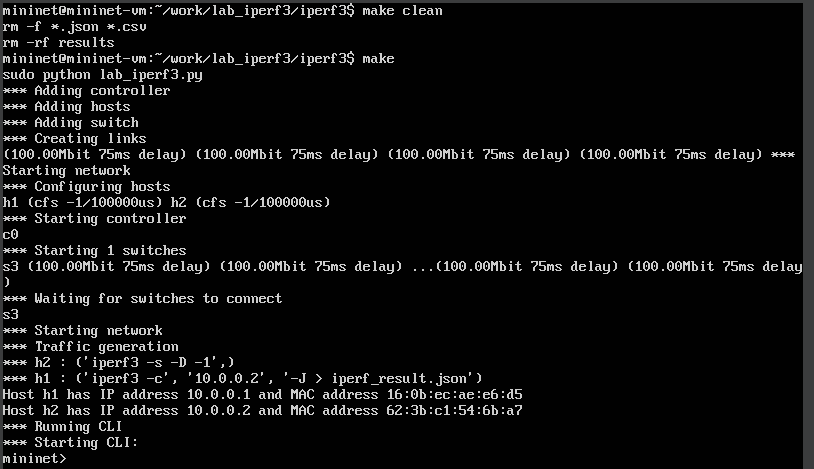 mininet@mininet-vm:~/work/lab_iperf3/iperf3$ make clean
rm -f *.json *.csv
rm -rf results
mininet@mininet-vm:~/work/lab_iperf3/iperf3$ make
sudo python lab_iperf3.py
*** Adding controller
*** Adding hosts
*** Adding switch
*** Creating links
(100.00Mbit 75ms delay) (100.00Mbit 75ms delay) (100.00Mbit 75ms delay) (100.00Mbit 75ms delay) ***
Starting network
*** Configuring hosts
h1 (cfs -1/100000us) h2 (cfs -1/100000us)
*** Starting controller
c0
*** Starting 1 switches
s3 (100.00Mbit 75ms delay) (100.00Mbit 75ms delay) ...(100.00Mbit 75ms delay) (100.00Mbit 75ms delay
)
*** Waiting for switches to connect
s3
*** Starting network
*** Traffic generation
*** h2 : ('iperf3 -s -D -1',)
*** h1 : ('iperf3 -c', '10.0.0.2', '-J > iperf_result.json')
Host h1 has IP address 10.0.0.1 and MAC address 16:0b:ec:ae:e6:d5
Host h2 has IP address 10.0.0.2 and MAC address 62:3b:c1:54:6b:a7
*** Running CLI
*** Starting CLI:
mininet>